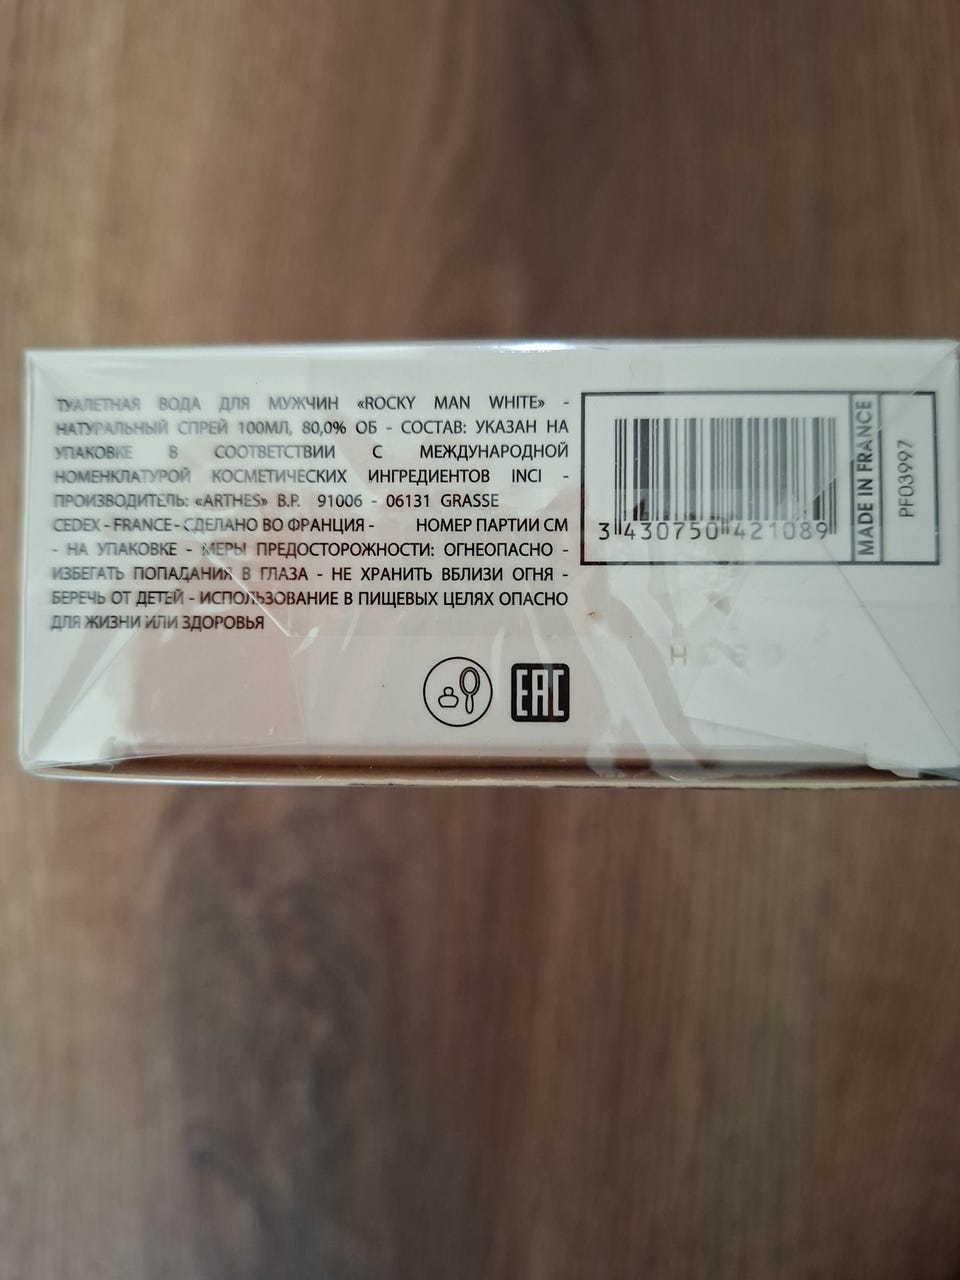 ТУАЛЕТНАЯ ВОДА ДЛЯ МУЖЧИН «ROCKY MAN WHITE» -
НАТУРАЛЬНЫЙ СПРЕЙ 100МЛ, 80,0% ОБ - СОСТАВ: УКАЗАН НА
УПАКОВКЕ В СООТВЕТСТВИИ С МЕЖДУНАРОДНОЙ
НОМЕНКЛАТУРОЙ КОСМЕТИЧЕСКИХ ИНГРЕДИЕНТОВ INCI -
ПРОИЗВОДИТЕЛЬ: «ARTHES» B.P. 91006 - 06131 GRASSE
CEDEX - FRANCE - СДЕЛАНО ВО ФРАНЦИЯ - НОМЕР ПАРТИИ СМ
- НА УПАКОВКЕ - МЕРЫ ПРЕДОСТОРОЖНОСТИ: ОГНЕОПАСНО -
ИЗБЕГАТЬ ПОПАДАНИЯ В ГЛАЗА - НЕ ХРАНИТЬ ВБЛИЗИ ОГНЯ -
БЕРЕЧЬ ОТ ДЕТЕЙ - ИСПОЛЬЗОВАНИЕ В ПИЩЕВЫХ ЦЕЛЯХ ОПАСНО
ДЛЯ ЖИЗНИ ИЛИ ЗДОРОВЬЯ
EAC
3 430750 421089
MADE IN FRANCE
PF03997